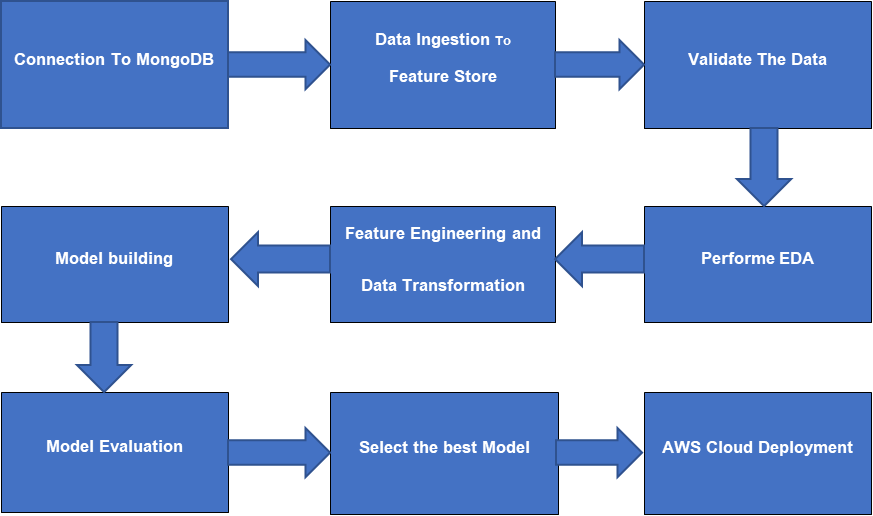 Connection To MongoDB
Data Ingestion To
Feature Store
Validate The Data
Performe EDA
Feature Engineering and
Data Transformation
Model building
Model Evaluation
Select the best Model
AWS Cloud Deployment